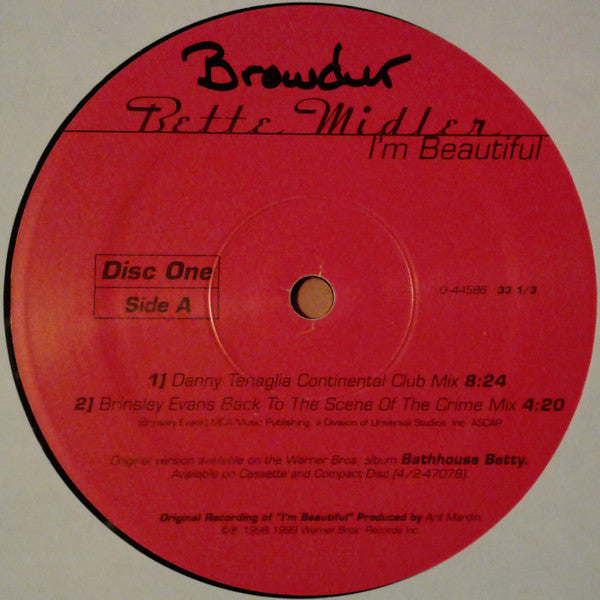 Browdur
Bette Midler
I'm Beautiful
Disc One
Side A
0-44586 33 1/3
1] Danny Tenaglia Continental Club Mix 8:24
2] Brinsley Evans Back To The Scene Of The Crime Mix 4:20
(Brinsley Evans) MCA Music Publishing, a Division of Universal Studios, Inc. ASCAP
Original version available on the Warner Bros. album Bathhouse Betty.
Available on Cassette and Compact Disc (4/2-47078)
Original Recording of "I'm Beautiful" Produced by Arif Mardin
©℗ 1998, 1999 Warner Bros. Records Inc.